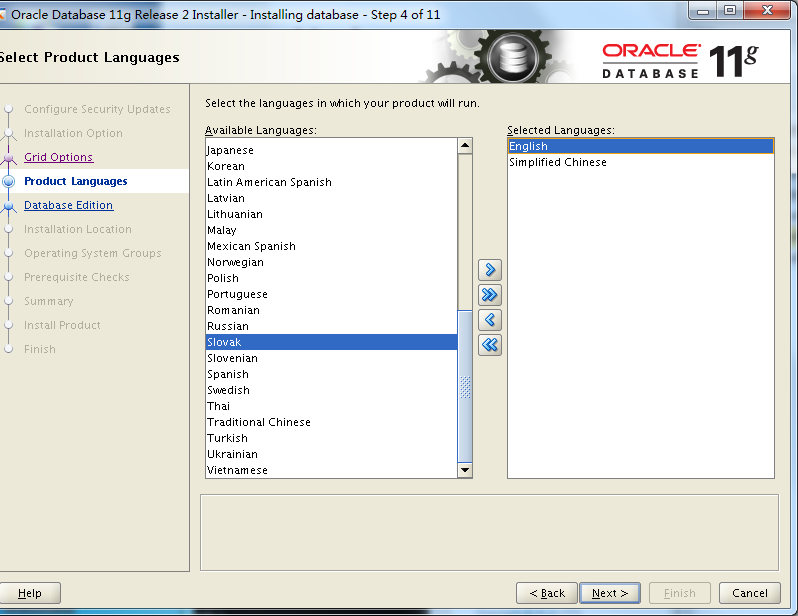 Oracle Database 11g Release 2 Installer - Installing database - Step 4 of 11
Select Product Languages
ORACLE
DATABASE 11g
Configure Security Updates
Installation Option
Grid Options
Product Languages
Database Edition
Installation Location
Operating System Groups
Prerequisite Checks
Summary
Install Product
Finish
Select the languages in which your product will run.
Available Languages:
Japanese
Korean
Latin American Spanish
Latvian
Lithuanian
Malay
Mexican Spanish
Norwegian
Polish
Portuguese
Romanian
Russian
Slovak
Slovenian
Spanish
Swedish
Thai
Traditional Chinese
Turkish
Ukrainian
Vietnamese
Selected Languages:
English
Simplified Chinese
Help
< Back
Next >
Finish
Cancel